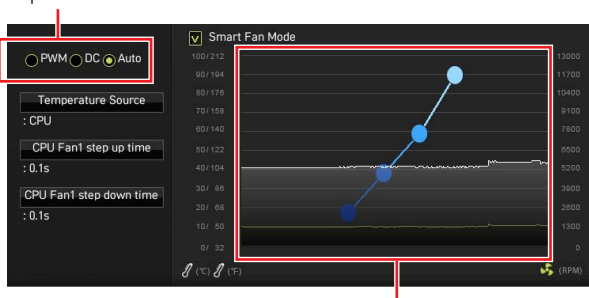 Smart Fan Mode
PWM DC Auto
Temperature Source
: CPU
CPU Fan1 step up time
: 0.1s
CPU Fan1 step down time
: 0.1s
100/212 13000
90/194 11700
80/176 10400
70/158 9100
60/140 7800
50/122 6500
40/104 5200
30/ 86 3900
20/ 68 2600
10/ 50 1300
0/ 32 0
(°C) (°F) (RPM)